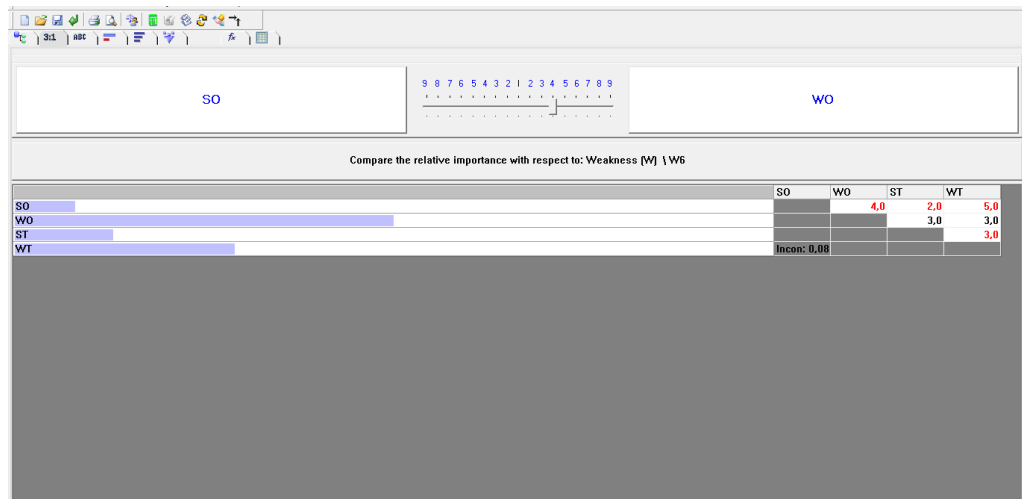 3:1 ABC fx
9 8 7 6 5 4 3 2 1 2 3 4 5 6 7 8 9
SO WO
Compare the relative importance with respect to: Weakness (W) \ W6
SO WO ST WT
SO 4,0 2,0 5,0
WO 3,0 3,0
ST 3,0
WT Incon: 0,08